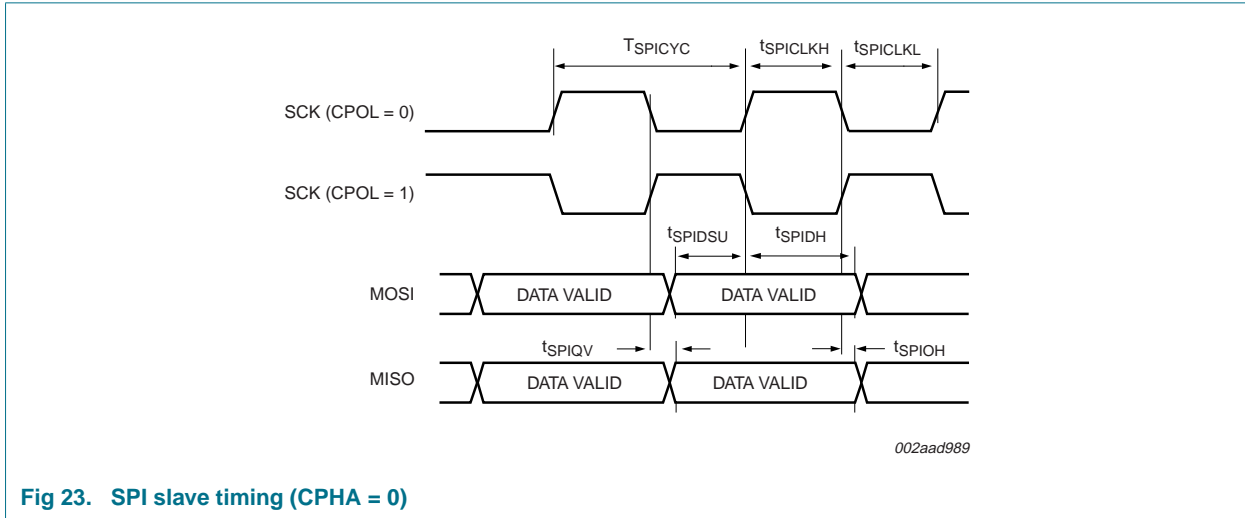 TSPICYC tSPICLKH tSPICLKL
SCK (CPOL = 0)
SCK (CPOL = 1)
tSPIDSU tSPIDH
MOSI DATA VALID DATA VALID
tSPIQV tSPIOH
MISO DATA VALID DATA VALID
002aad989
Fig 23. SPI slave timing (CPHA = 0)